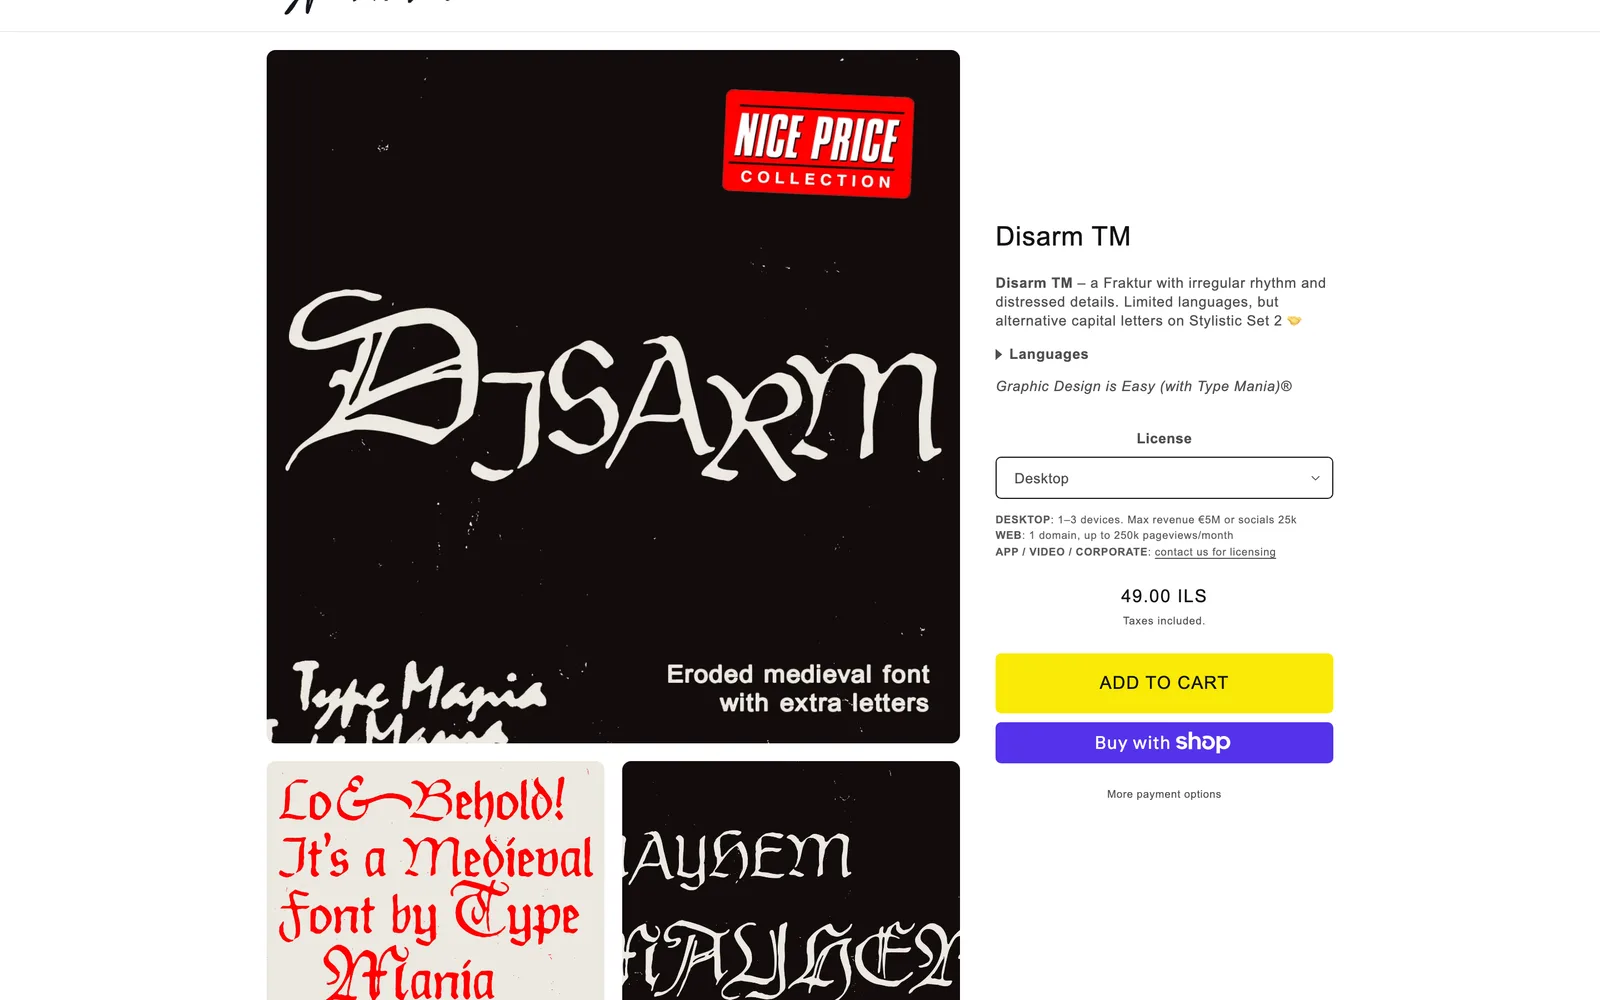 NICE PRICE
COLLECTION
DISARM
Type Mania
Eroded medieval font
with extra letters
Lo & Behold!
It's a Medieval
Font by Type
Mania
MAYHEM
Disarm TM
Disarm TM – a Fraktur with irregular rhythm and
distressed details. Limited languages, but
alternative capital letters on Stylistic Set 2 🤝
Languages
Graphic Design is Easy (with Type Mania)®
License
Desktop
DESKTOP: 1–3 devices. Max revenue €5M or socials 25k
WEB: 1 domain, up to 250k pageviews/month
APP / VIDEO / CORPORATE: contact us for licensing
49.00 ILS
Taxes included.
ADD TO CART
Buy with shop
More payment options